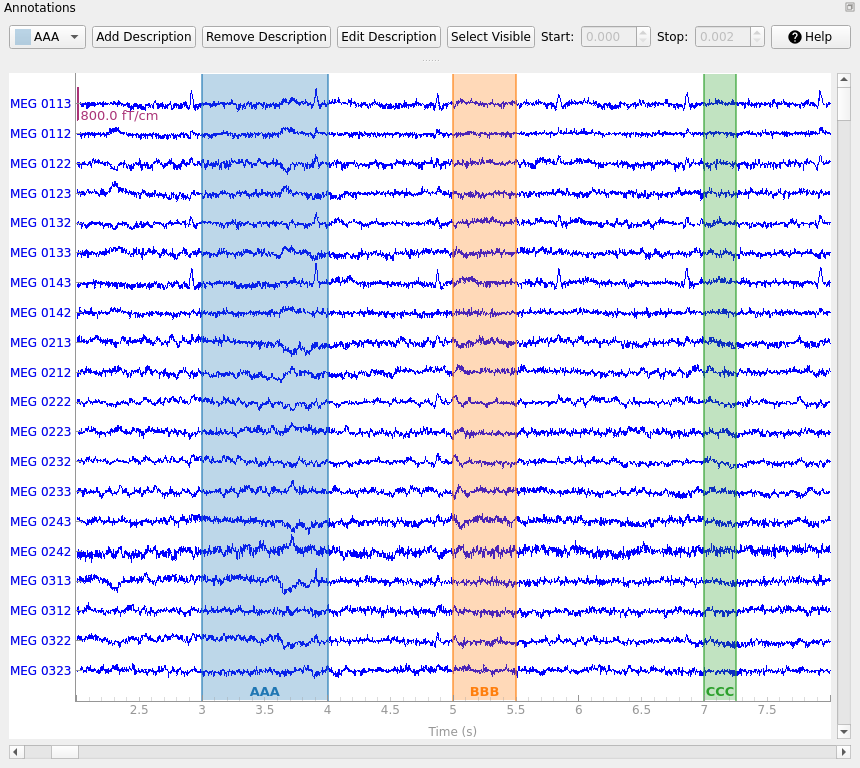 Annotations
AAA Add Description Remove Description Edit Description Select Visible Start: 0.000 Stop: 0.002 Help
MEG 0113
800.0 fT/cm
MEG 0112
MEG 0122
MEG 0123
MEG 0132
MEG 0133
MEG 0143
MEG 0142
MEG 0213
MEG 0212
MEG 0222
MEG 0223
MEG 0232
MEG 0233
MEG 0243
MEG 0242
MEG 0313
MEG 0312
MEG 0322
MEG 0323
AAA BBB CCC
2.5 3 3.5 4 4.5 5 5.5 6 6.5 7 7.5
Time (s)